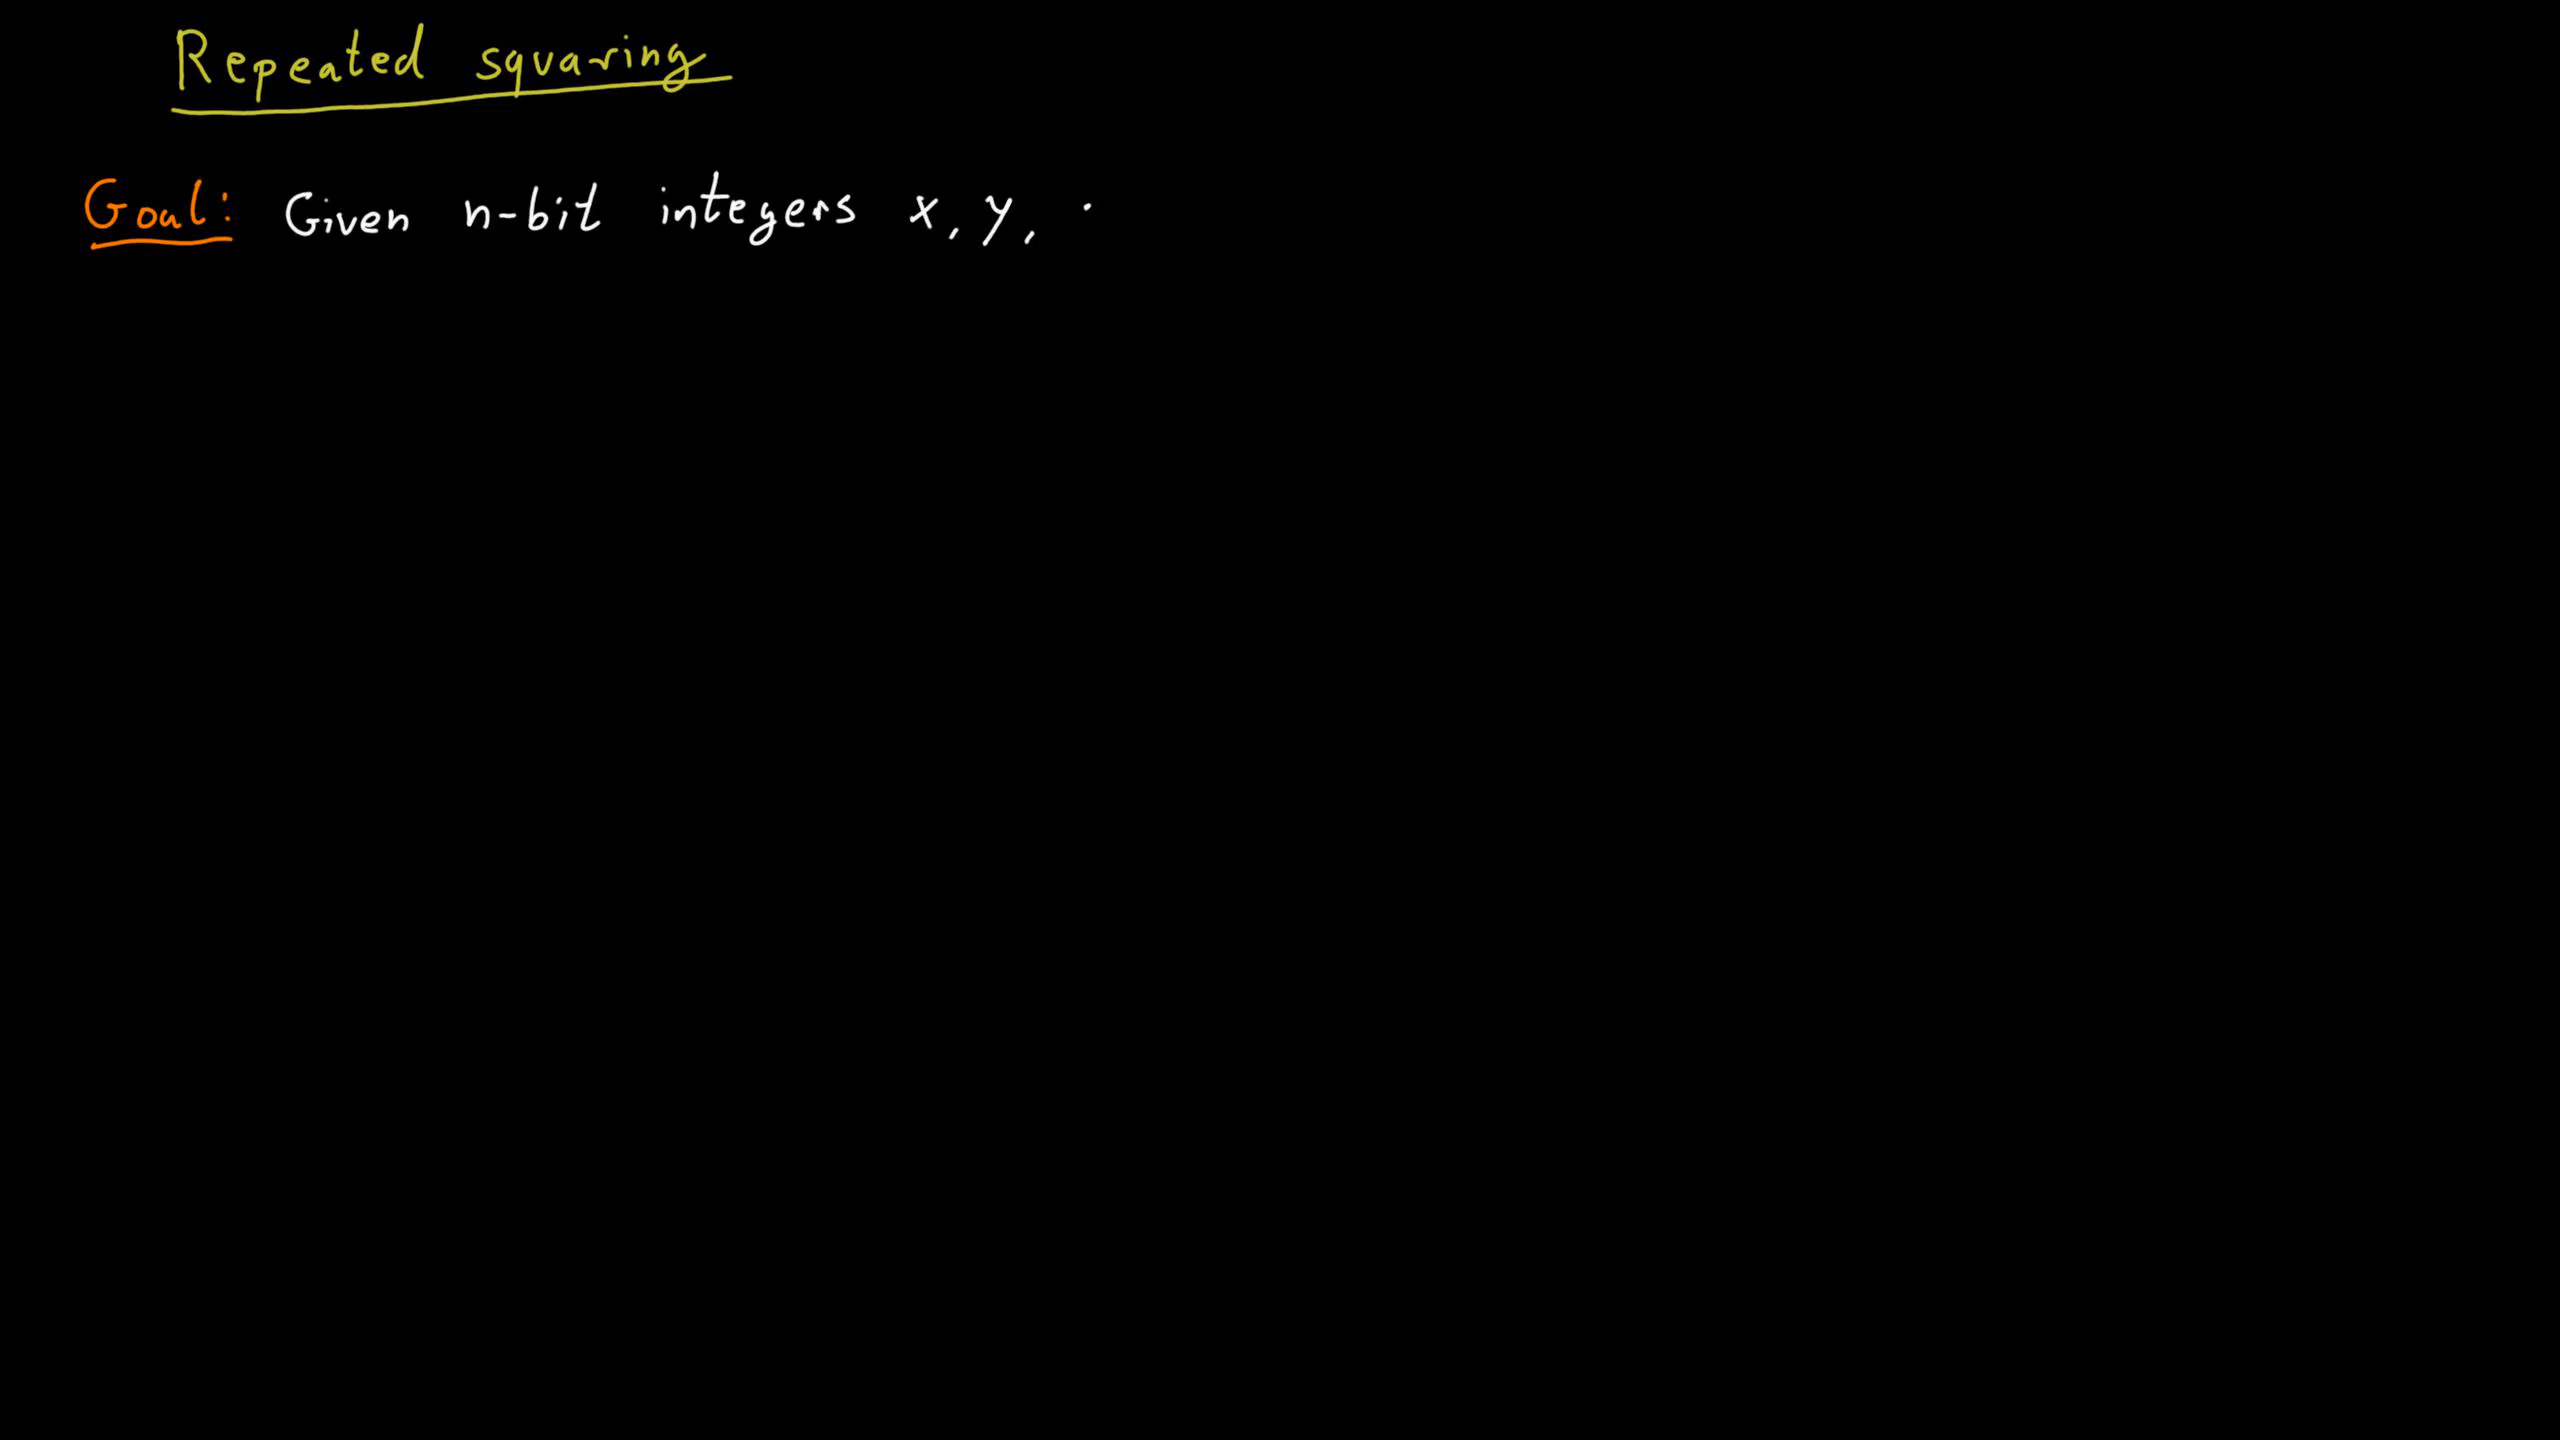 Repeated squaring
Goal: Given n-bit integers x, y,